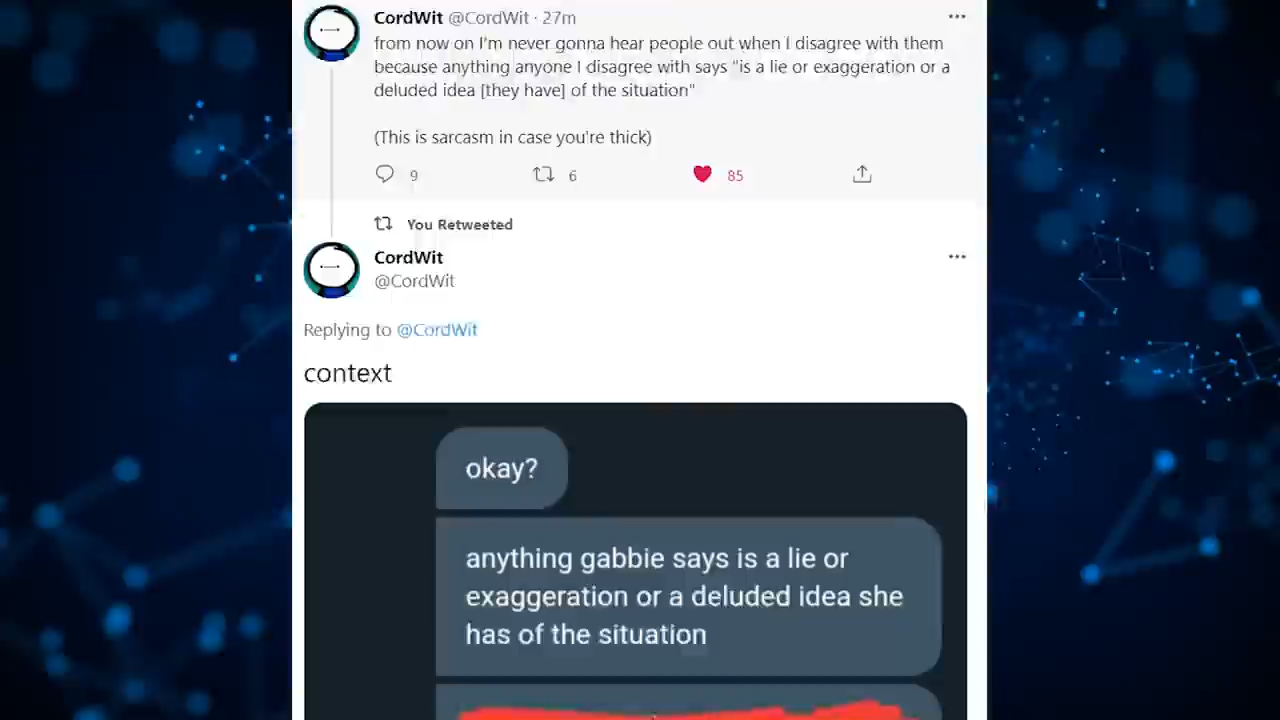 CordWit @CordWit · 27m
from now on I'm never gonna hear people out when I disagree with them
because anything anyone I disagree with says "is a lie or exaggeration or a
deluded idea [they have] of the situation"
(This is sarcasm in case you're thick)
9 6 85
You Retweeted
CordWit
@CordWit
Replying to @CordWit
context
okay?
anything gabbie says is a lie or
exaggeration or a deluded idea she
has of the situation